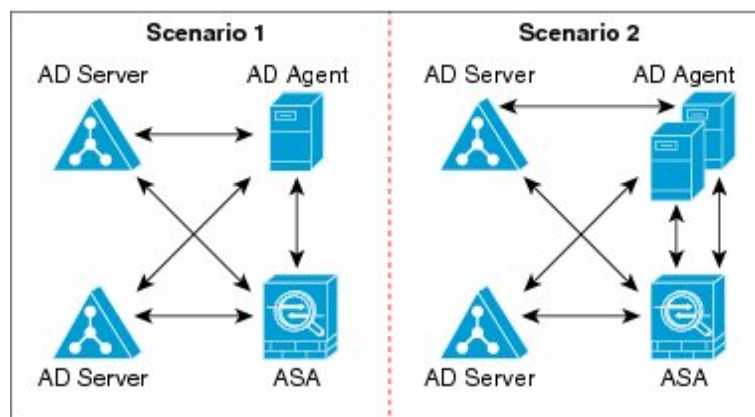 Scenario 1
AD Server
AD Agent
AD Server
ASA
Scenario 2
AD Server
AD Agent
AD Server
ASA